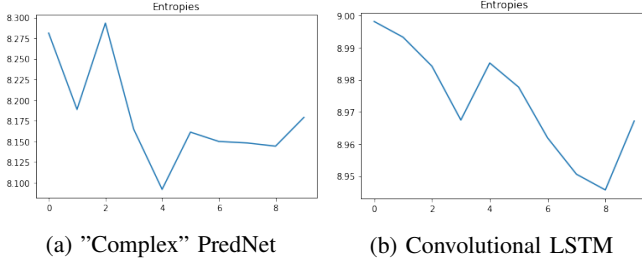 Entropies
8.300
8.275
8.250
8.225
8.200
8.175
8.150
8.125
8.100
0 2 4 6 8
(a) "Complex" PredNet
Entropies
9.00
8.99
8.98
8.97
8.96
8.95
0 2 4 6 8
(b) Convolutional LSTM